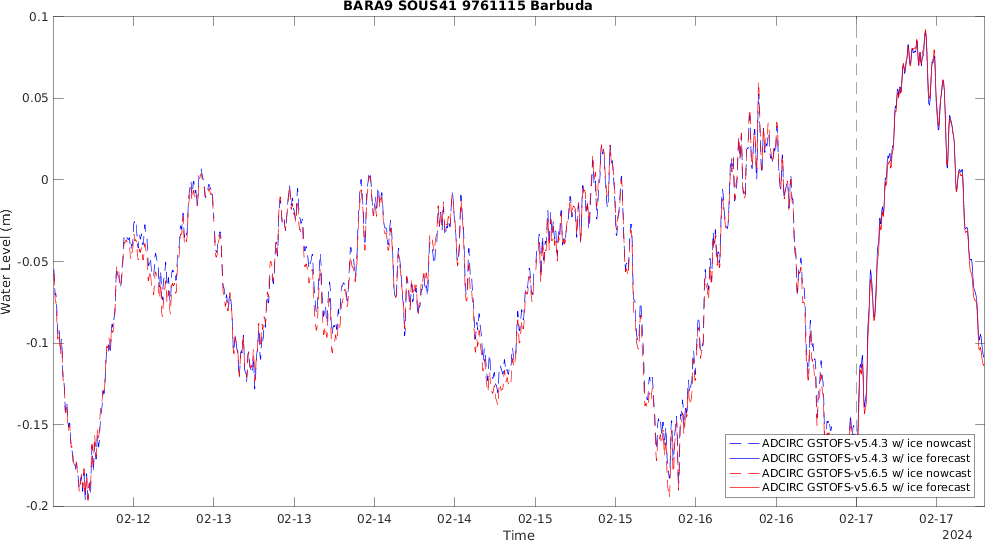 BARA9 SOUS41 9761115 Barbuda
0.1
0.05
0
-0.05
-0.1
-0.15
-0.2
Water Level (m)
ADCIRC GSTOFS-v5.4.3 w/ ice nowcast
ADCIRC GSTOFS-v5.4.3 w/ ice forecast
ADCIRC GSTOFS-v5.6.5 w/ ice nowcast
ADCIRC GSTOFS-v5.6.5 w/ ice forecast
02-12 02-13 02-13 02-14 02-14 02-15 02-15 02-16 02-16 02-17 02-17
Time
2024